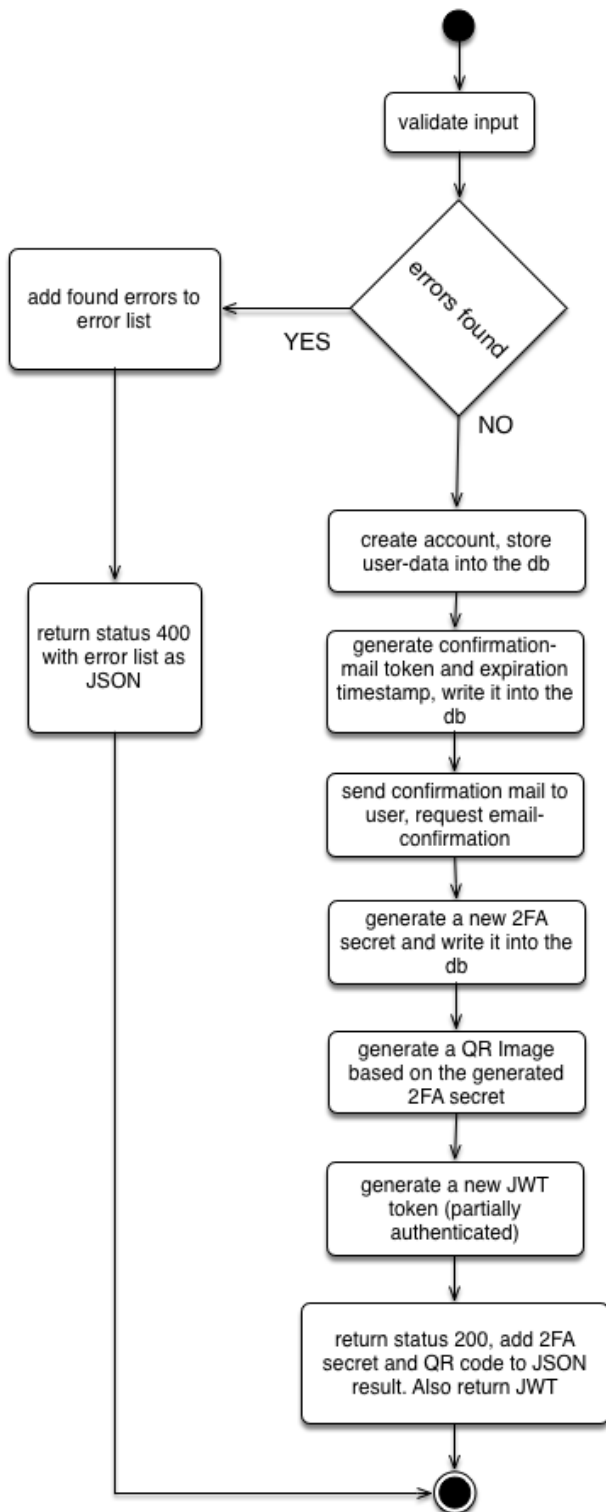 validate input
errors found
YES
NO
add found errors to
error list
return status 400
with error list as
JSON
create account, store
user-data into the db
generate confirmation-
mail token and expiration
timestamp, write it into the
db
send confirmation mail to
user, request email-
confirmation
generate a new 2FA
secret and write it into the
db
generate a QR Image
based on the generated
2FA secret
generate a new JWT
token (partially
authenticated)
return status 200, add 2FA
secret and QR code to JSON
result. Also return JWT